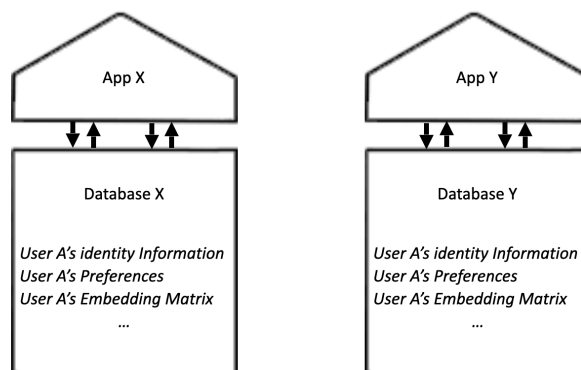 App X
Database X
User A's identity Information
User A's Preferences
User A's Embedding Matrix
...
App Y
Database Y
User A's identity Information
User A's Preferences
User A's Embedding Matrix
...